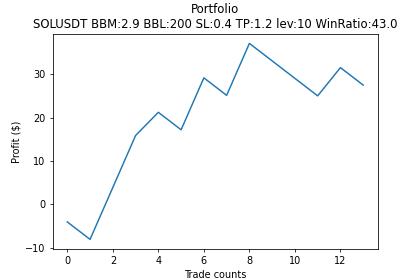 Portfolio
SOLUSDT BBM:2.9 BBL:200 SL:0.4 TP:1.2 lev:10 WinRatio:43.0
30
20
10
0
−10
Profit ($)
0 2 4 6 8 10 12
Trade counts